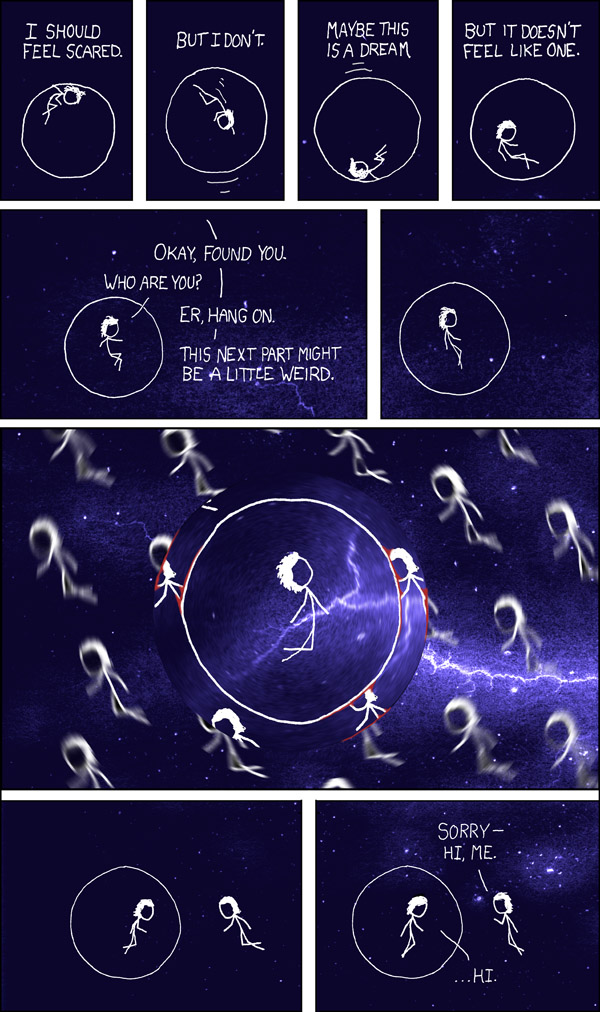 I SHOULD
FEEL SCARED.
BUT I DON'T.
MAYBE THIS
IS A DREAM
BUT IT DOESN'T
FEEL LIKE ONE.
OKAY, FOUND YOU.
WHO ARE YOU?
ER, HANG ON.
THIS NEXT PART MIGHT
BE A LITTLE WEIRD.
SORRY—
HI, ME.
...HI.